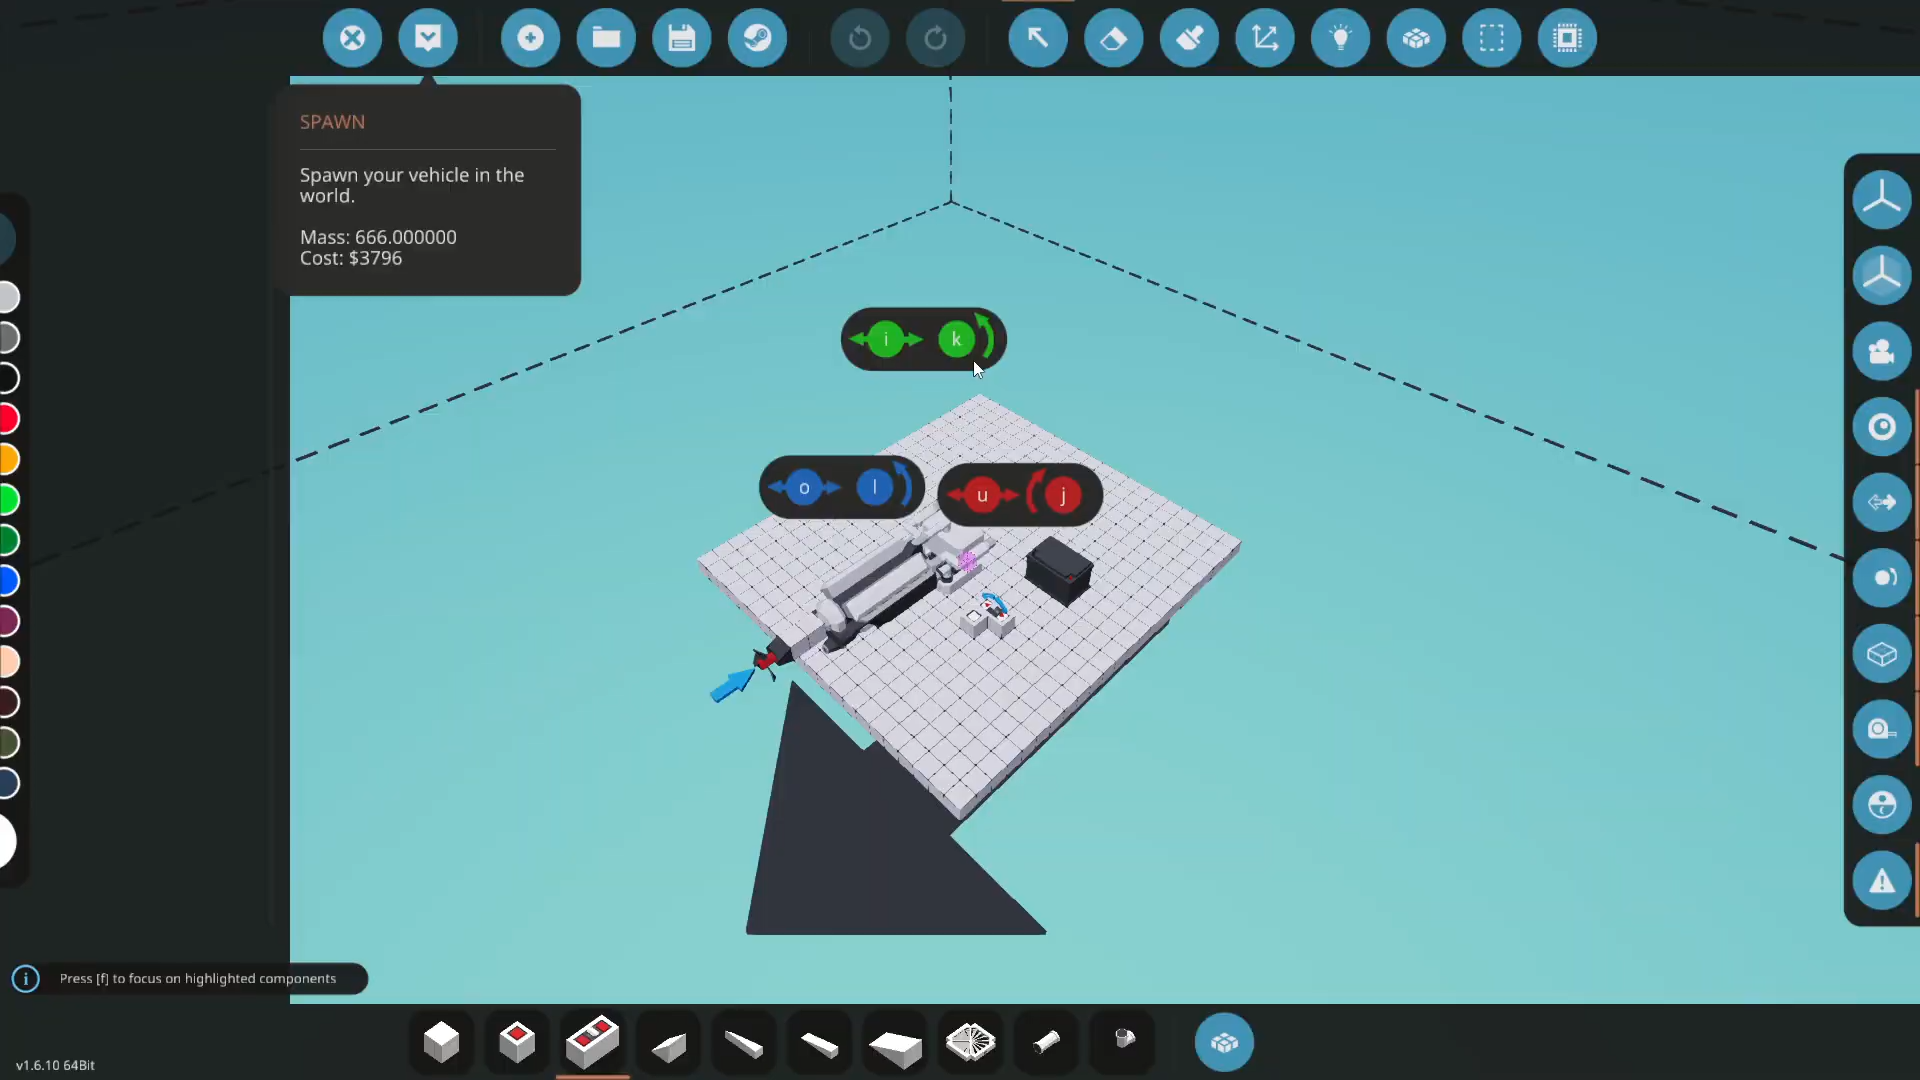 SPAWN
Spawn your vehicle in the
world.
Mass: 666.000000
Cost: $3796
i k
o l
u j
Press [f] to focus on highlighted components
v1.6.10 64Bit